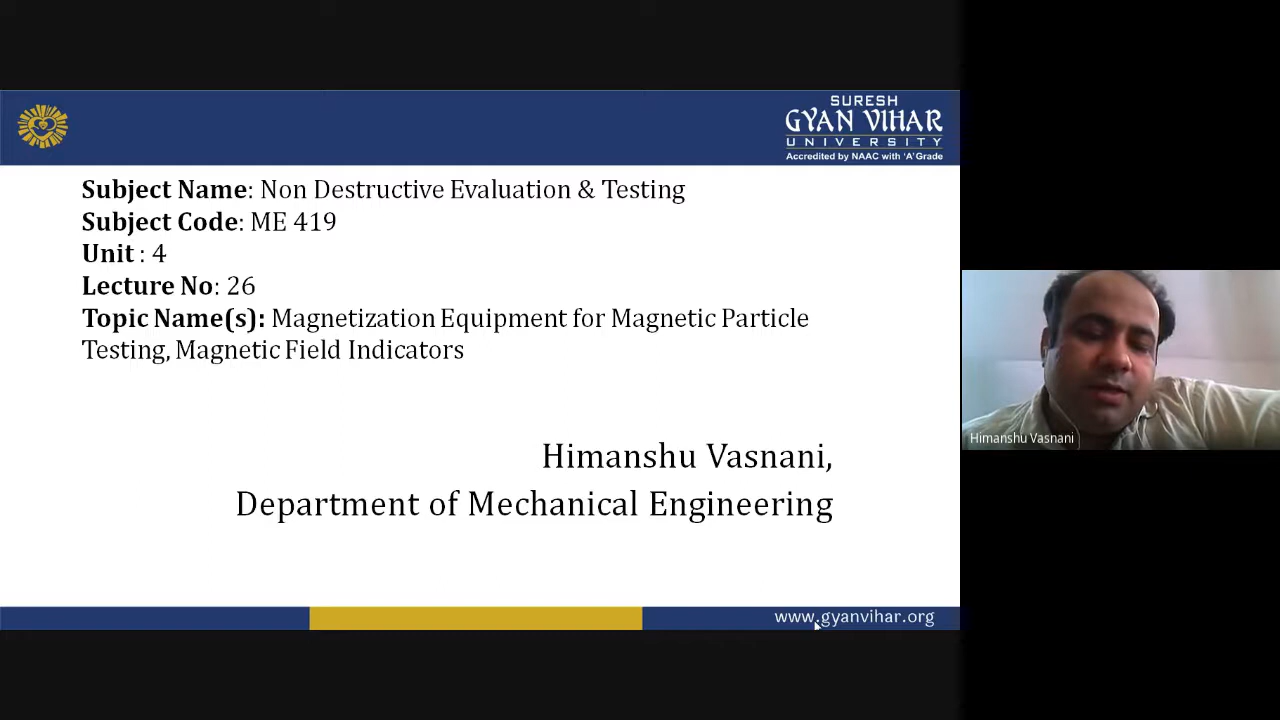 SURESH
GYAN VIHAR
UNIVERSITY
Accredited by NAAC with 'A' Grade
Subject Name: Non Destructive Evaluation & Testing
Subject Code: ME 419
Unit : 4
Lecture No: 26
Topic Name(s): Magnetization Equipment for Magnetic Particle
Testing, Magnetic Field Indicators
Himanshu Vasnani,
Department of Mechanical Engineering
www.gyanvihar.org
Himanshu Vasnani